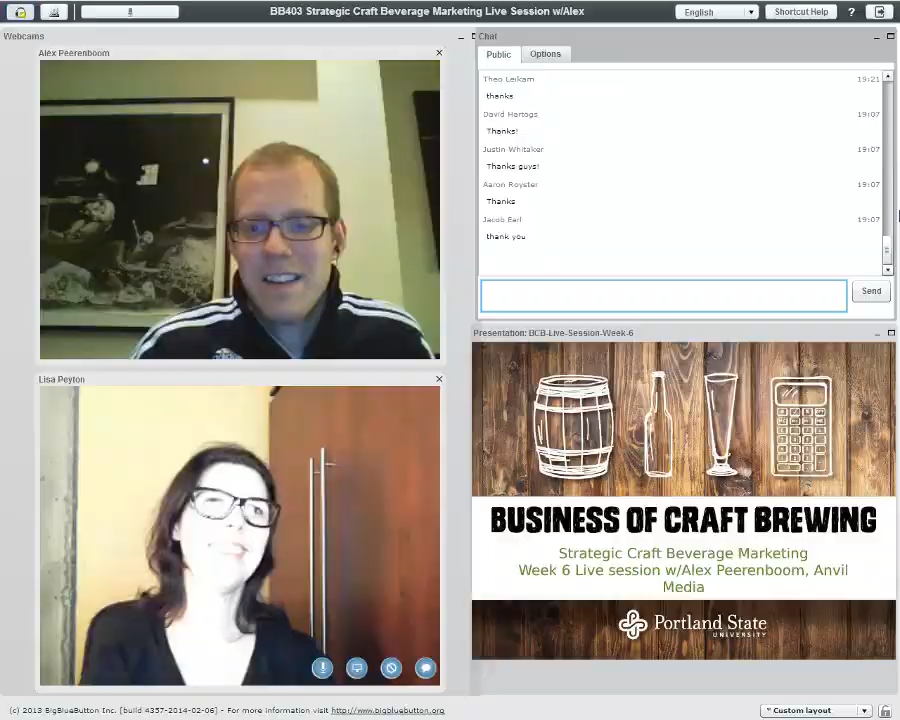 BB403 Strategic Craft Beverage Marketing Live Session w/Alex
English
Shortcut Help
?
Webcams
Alex Peerenboom
Lisa Peyton
Chat
Public
Options
Theo Leikam 19:21
thanks
David Hartogs 19:07
Thanks!
Justin Whitaker 19:07
Thanks guys!
Aaron Royster 19:07
Thanks
Jacob Earl 19:07
thank you
Send
Presentation: BCB-Live-Session-Week-6
BUSINESS OF CRAFT BREWING
Strategic Craft Beverage Marketing
Week 6 Live session w/Alex Peerenboom, Anvil
Media
Portland State
UNIVERSITY
(c) 2013 BigBlueButton Inc. [build 4357-2014-02-06] - For more information visit http://www.bigbluebutton.org
* Custom layout